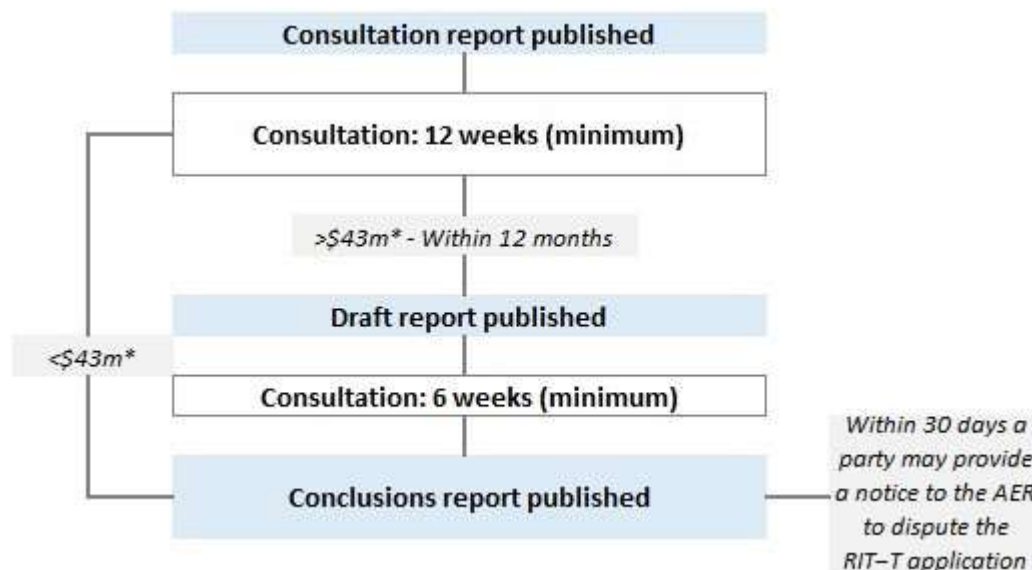 Consultation report published
Consultation: 12 weeks (minimum)
>$43m* - Within 12 months
Draft report published
<$43m*
Consultation: 6 weeks (minimum)
Conclusions report published
Within 30 days a
party may provide
a notice to the AER
to dispute the
RIT–T application